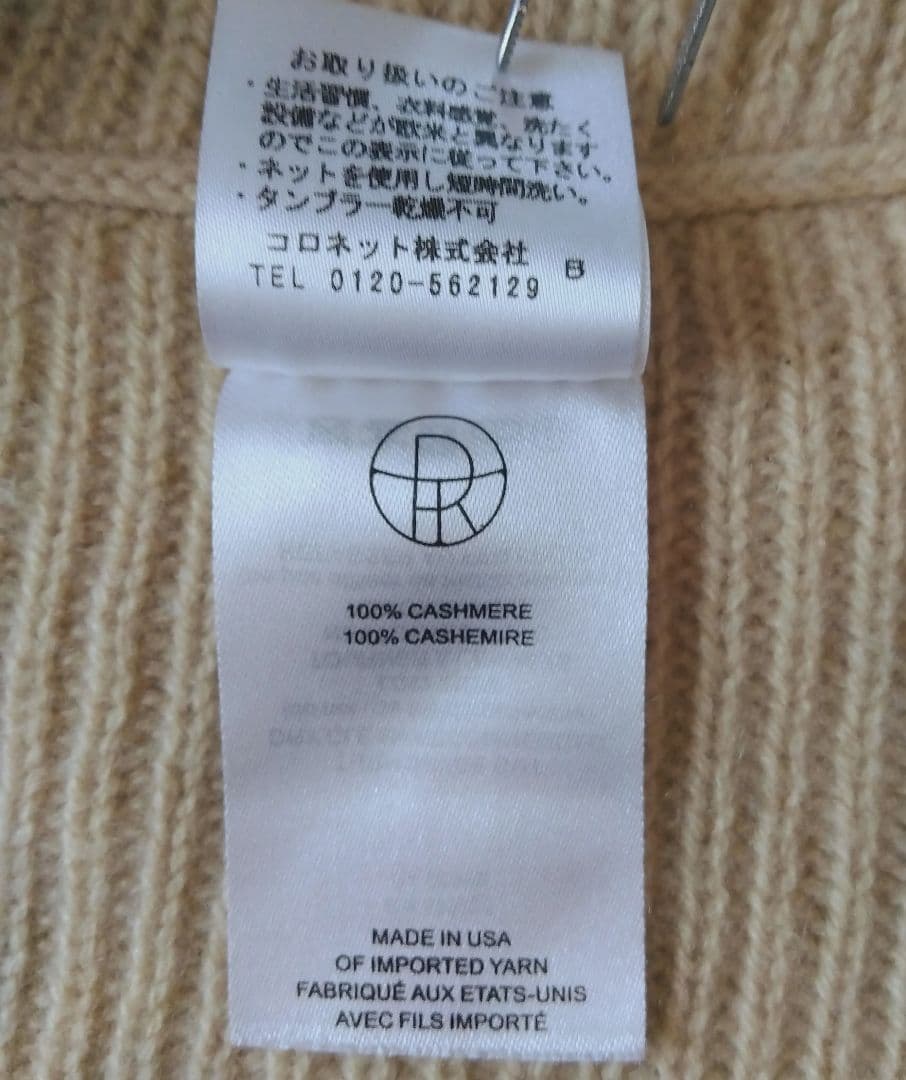 お取り扱いのご注意
・生活習慣、衣料感覚、洗たく
設備などが欧米と異なります
のでこの表示に従って下さい。
・ネットを使用し短時間洗い。
・タンブラー乾燥不可
コロネット株式会社 B
TEL 0120-562129
100% CASHMERE
100% CASHEMIRE
MADE IN USA
OF IMPORTED YARN
FABRIQUÉ AUX ETATS-UNIS
AVEC FILS IMPORTÉ